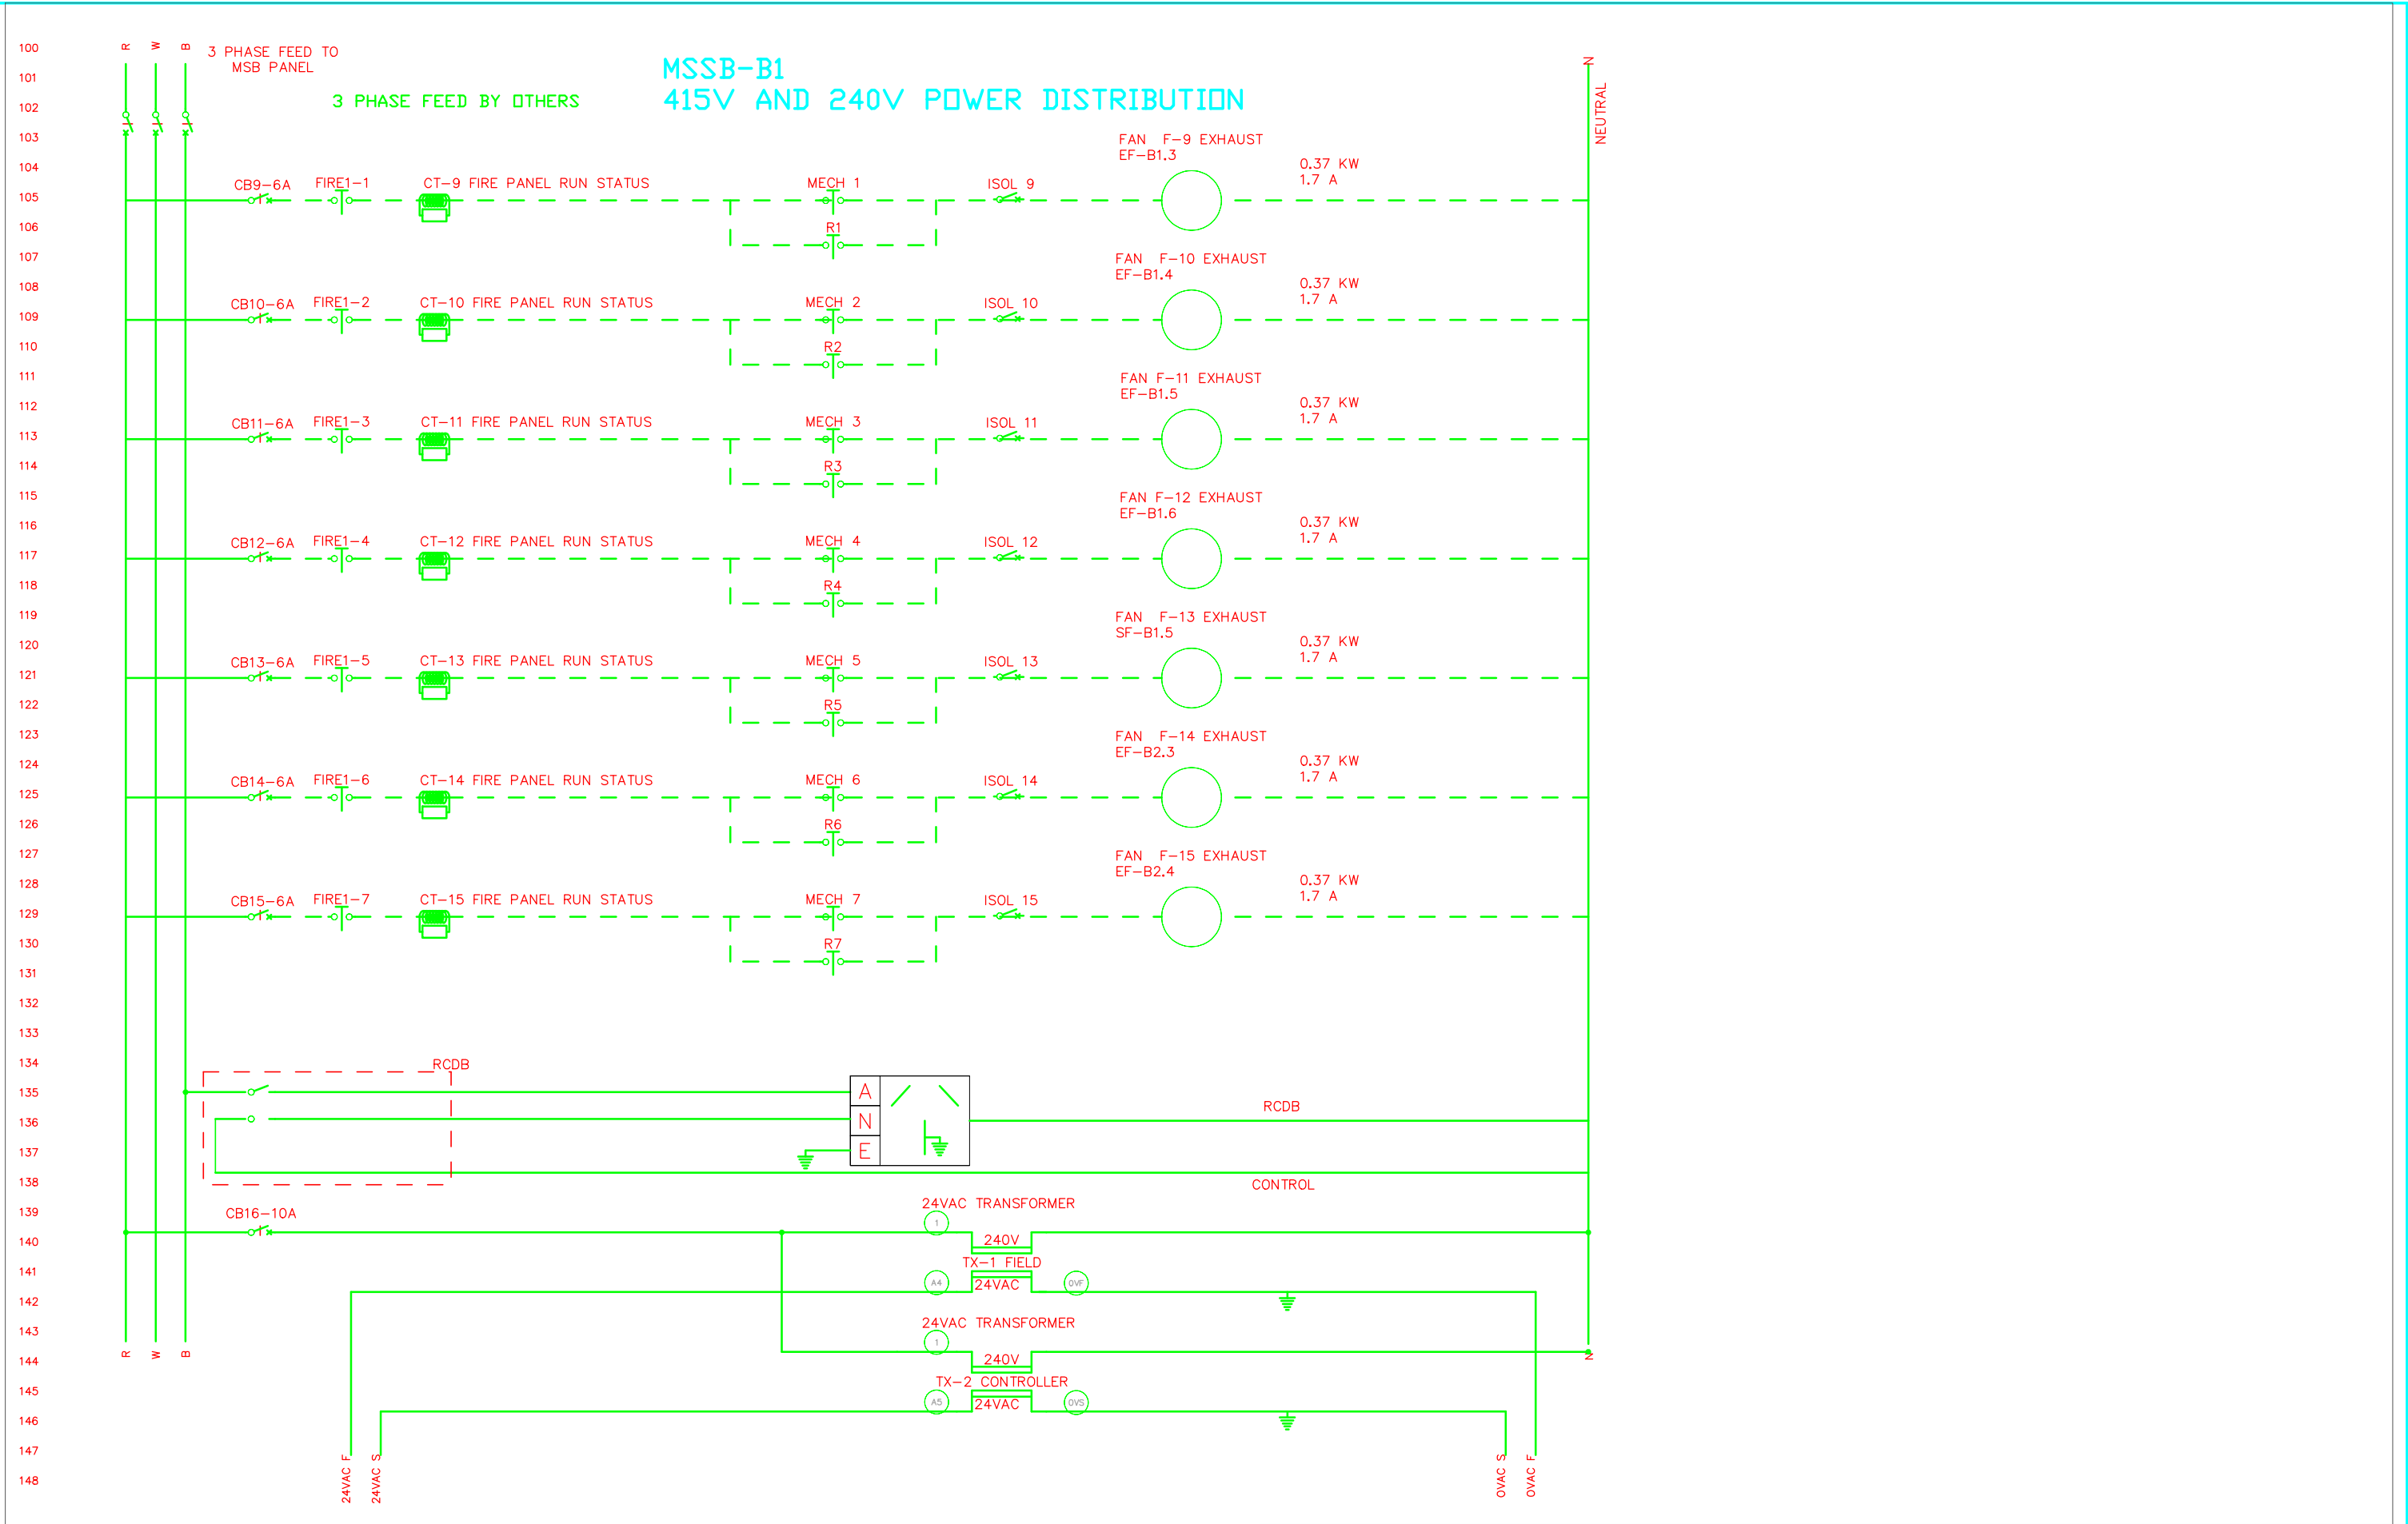 100
R W B
3 PHASE FEED TO
MSB PANEL
N
NEUTRAL
101
MSSB-B1
102
3 PHASE FEED BY OTHERS
415V AND 240V POWER DISTRIBUTION
103
FAN F-9 EXHAUST
EF-B1.3
104
0.37 KW
1.7 A
CB9-6A
FIRE1-1
CT-9 FIRE PANEL RUN STATUS
MECH 1
ISOL 9
105
106
R1
107
FAN F-10 EXHAUST
EF-B1.4
108
0.37 KW
1.7 A
CB10-6A
FIRE1-2
CT-10 FIRE PANEL RUN STATUS
MECH 2
ISOL 10
109
110
R2
111
FAN F-11 EXHAUST
EF-B1.5
112
0.37 KW
1.7 A
CB11-6A
FIRE1-3
CT-11 FIRE PANEL RUN STATUS
MECH 3
ISOL 11
113
114
R3
115
FAN F-12 EXHAUST
EF-B1.6
116
0.37 KW
1.7 A
CB12-6A
FIRE1-4
CT-12 FIRE PANEL RUN STATUS
MECH 4
ISOL 12
117
118
R4
119
FAN F-13 EXHAUST
SF-B1.5
120
0.37 KW
1.7 A
CB13-6A
FIRE1-5
CT-13 FIRE PANEL RUN STATUS
MECH 5
ISOL 13
121
122
R5
123
FAN F-14 EXHAUST
EF-B2.3
124
0.37 KW
1.7 A
CB14-6A
FIRE1-6
CT-14 FIRE PANEL RUN STATUS
MECH 6
ISOL 14
125
126
R6
127
FAN F-15 EXHAUST
EF-B2.4
128
0.37 KW
1.7 A
CB15-6A
FIRE1-7
CT-15 FIRE PANEL RUN STATUS
MECH 7
ISOL 15
129
130
R7
131
132
133
134
RCDB
135
A
RCDB
136
N
137
E
138
CONTROL
139
CB16-10A
24VAC TRANSFORMER
1
140
240V
141
TX-1 FIELD
A4
24VAC
0VF
142
143
24VAC TRANSFORMER
1
R W B
144
240V
N
145
TX-2 CONTROLLER
A5
24VAC
0VS
146
147
148
24VAC F
24VAC S
0VAC S
0VAC F